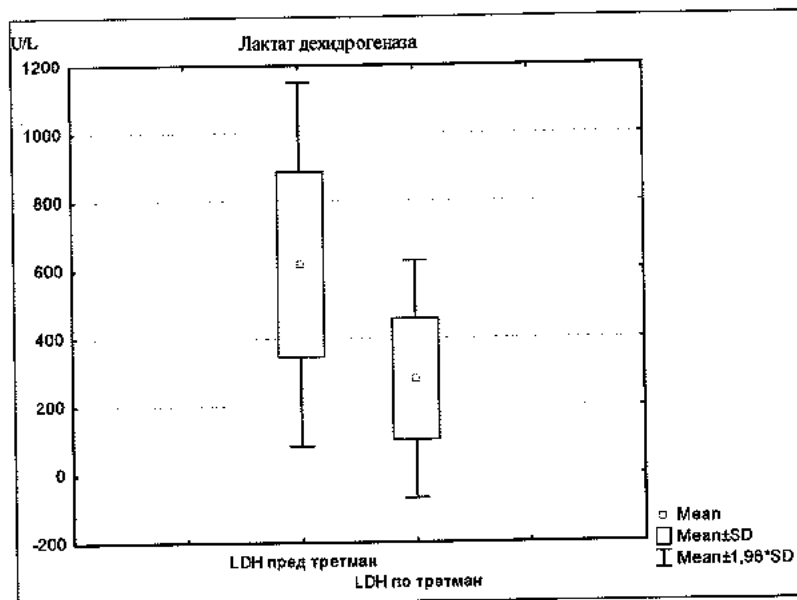 U/L
Лактат дехидрогеназа
1200
1000
800
600
400
200
0
-200
LDH пред третман
LDH по третман
Mean
Mean±SD
Mean±1,96*SD